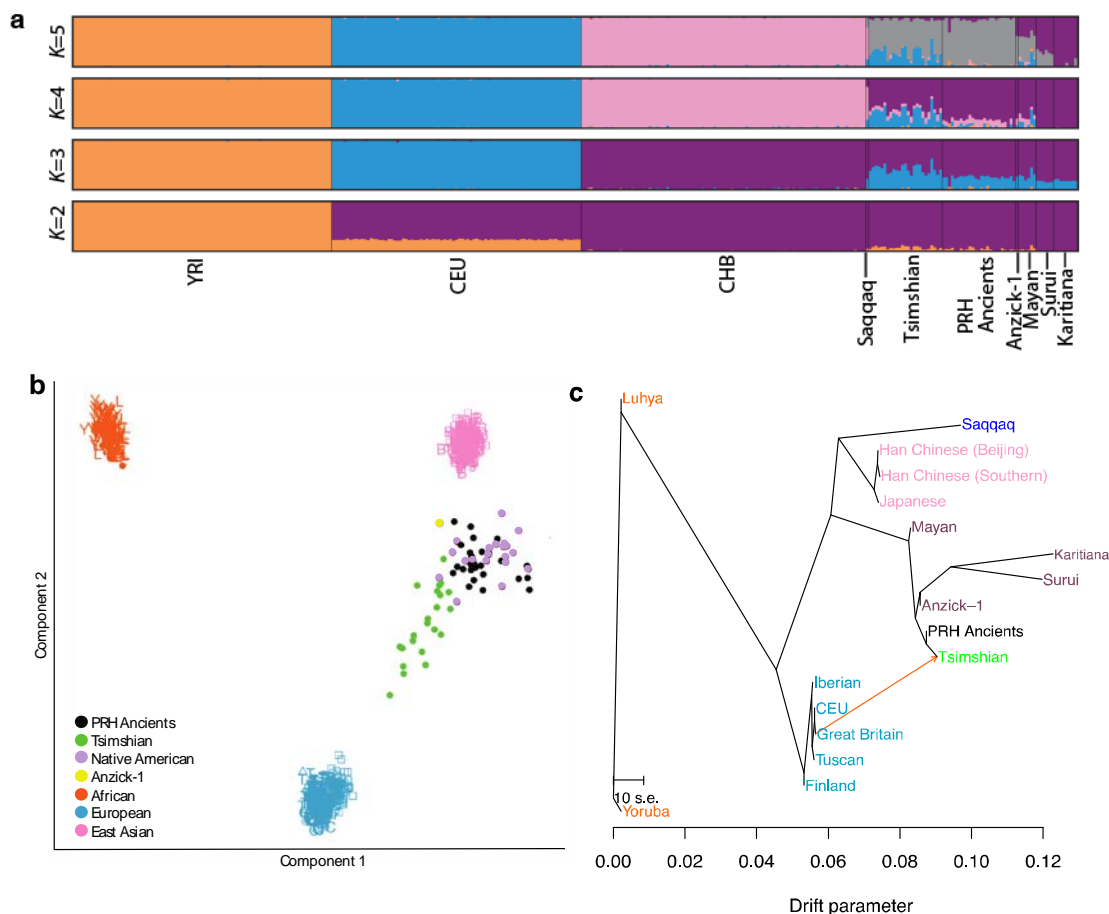 a
K=5
K=4
K=3
K=2
YRI
CEU
CHB
Saqqaq
Tsimshian
PRH
Ancients
Anzick-1
Mayan
Surui
Karitiana
b
Component 2
PRH Ancients
Tsimshian
Native American
Anzick-1
African
European
East Asian
Component 1
c
Luhya
Saqqaq
Han Chinese (Beijing)
Han Chinese (Southern)
Japanese
Mayan
Karitiana
Surui
Anzick–1
PRH Ancients
Tsimshian
Iberian
CEU
Great Britain
Tuscan
Finland
10 s.e.
Yoruba
0.00 0.02 0.04 0.06 0.08 0.10 0.12
Drift parameter